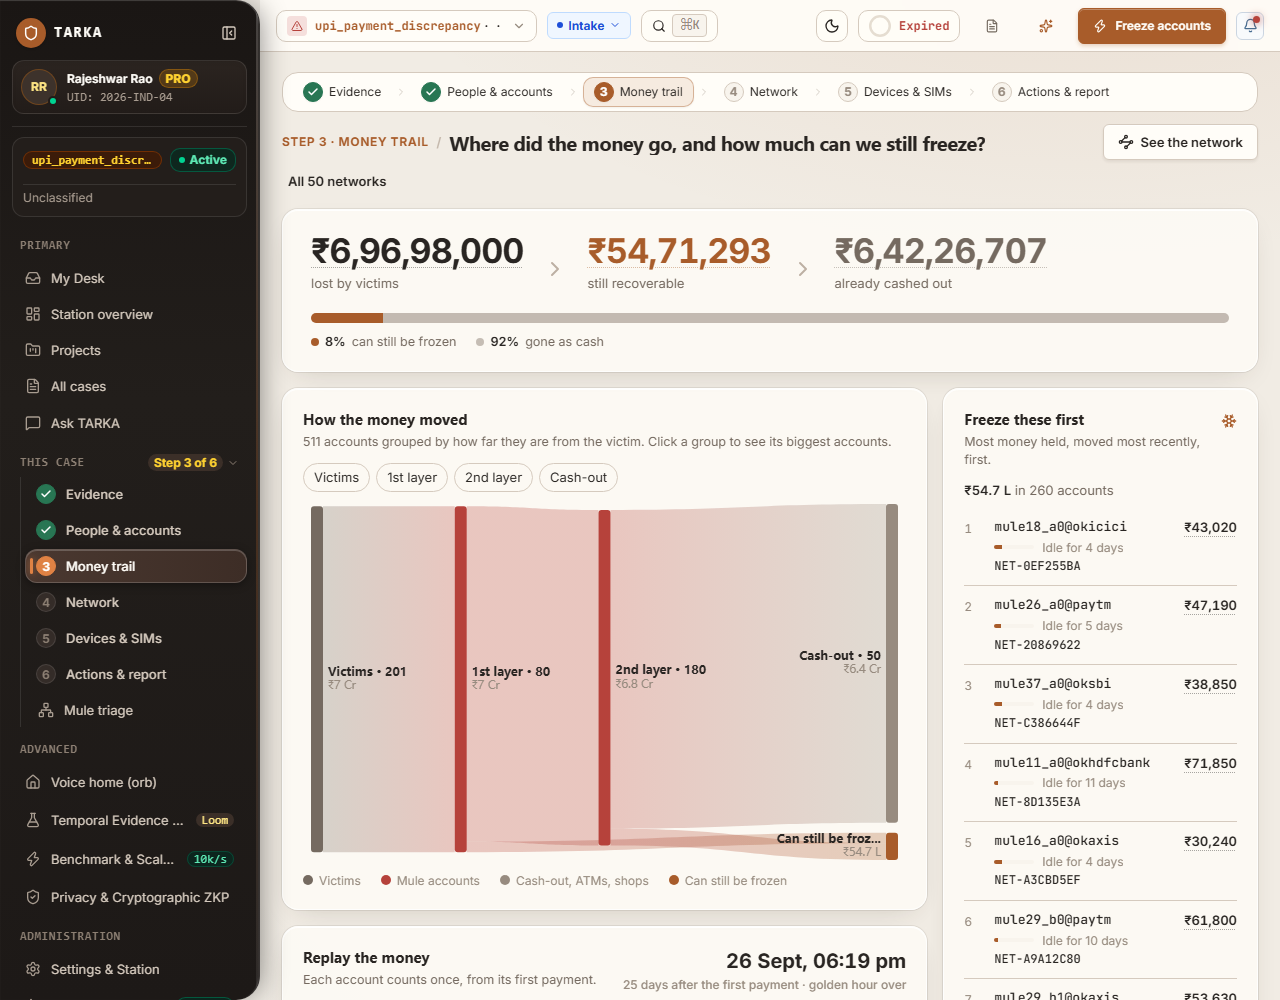 TARKA
RR
Rajeshwar Rao PRO
UID: 2026-IND-04
upi_payment_discr… Active
Unclassified
PRIMARY
My Desk
Station overview
Projects
All cases
Ask TARKA
THIS CASE Step 3 of 6
Evidence
People & accounts
3 Money trail
4 Network
5 Devices & SIMs
6 Actions & report
Mule triage
ADVANCED
Voice home (orb)
Temporal Evidence ... Loom
Benchmark & Scal... 10k/s
Privacy & Cryptographic ZKP
ADMINISTRATION
Settings & Station
upi_payment_discrepancy · · Intake ⌘K Expired Freeze accounts
Evidence People & accounts 3 Money trail 4 Network 5 Devices & SIMs 6 Actions & report
STEP 3 · MONEY TRAIL / Where did the money go, and how much can we still freeze? See the network
All 50 networks
₹6,96,98,000 ₹54,71,293 ₹6,42,26,707
lost by victims still recoverable already cashed out
8% can still be frozen 92% gone as cash
How the money moved
511 accounts grouped by how far they are from the victim. Click a group to see its biggest accounts.
Victims 1st layer 2nd layer Cash-out
Cash-out • 50
₹6.4 Cr
Victims • 201 1st layer • 80 2nd layer • 180
₹7 Cr ₹7 Cr ₹6.8 Cr
Can still be froz...
₹54.7 L
Victims Mule accounts Cash-out, ATMs, shops Can still be frozen
Replay the money 26 Sept, 06:19 pm
Each account counts once, from its first payment. 25 days after the first payment · golden hour over
Freeze these first
Most money held, moved most recently,
first.
₹54.7 L in 260 accounts
1 mule18_a0@okicici ₹43,020
Idle for 4 days
NET-0EF255BA
2 mule26_a0@paytm ₹47,190
Idle for 5 days
NET-20869622
3 mule37_a0@oksbi ₹38,850
Idle for 4 days
NET-C386644F
4 mule11_a0@okhdfcbank ₹71,850
Idle for 11 days
NET-8D135E3A
5 mule16_a0@okaxis ₹30,240
Idle for 4 days
NET-A3CBD5EF
6 mule29_b0@paytm ₹61,800
Idle for 10 days
NET-A9A12C80
7 mule29_b1@okaxis ₹53,630